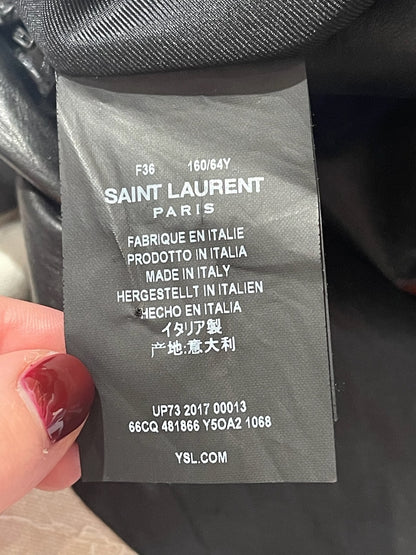 F36 160/64Y
SAINT LAURENT
PARIS
FABRIQUE EN ITALIE
PRODOTTO IN ITALIA
MADE IN ITALY
HERGESTELLT IN ITALIEN
HECHO EN ITALIA
イタリア製
产地:意大利
UP73 2017 00013
66CQ 481866 Y5OA2 1068
YSL.COM